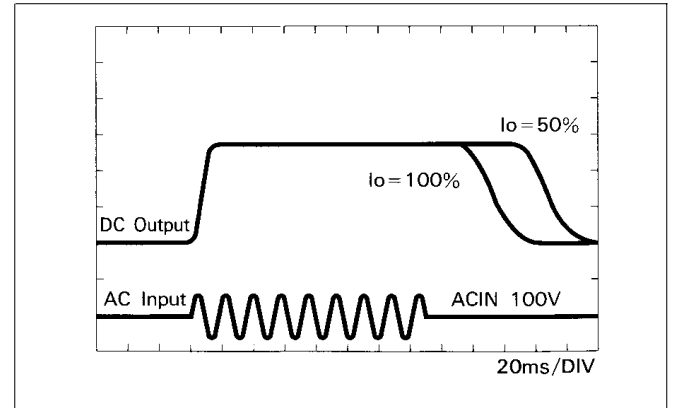 Io=50%
Io=100%
DC Output
AC Input
ACIN 100V
20ms/DIV